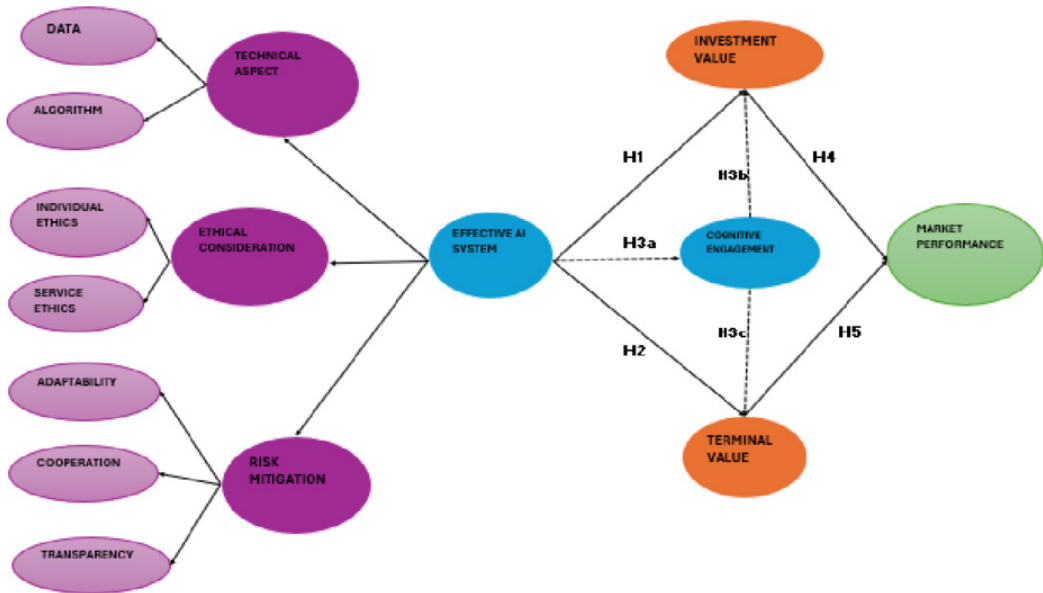 DATA
ALGORITHM
TECHNICAL
ASPECT
INDIVIDUAL
ETHICS
SERVICE
ETHICS
ETHICAL
CONSIDERATION
ADAPTABILITY
COOPERATION
TRANSPARENCY
RISK
MITIGATION
EFFECTIVE AI
SYSTEM
H1
H2
H3a
H3b
H3c
INVESTMENT
VALUE
COGNITIVE
ENGAGEMENT
TERMINAL
VALUE
H4
H5
MARKET
PERFORMANCE